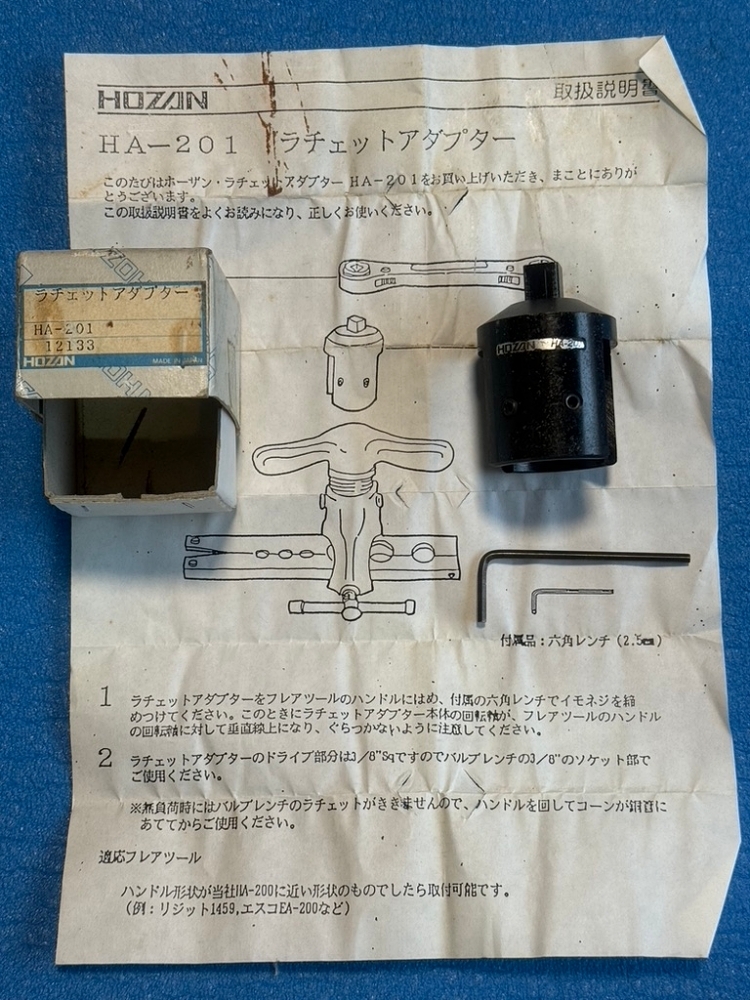 HOZAN
取扱説明書
HA－201 ラチェットアダプター
このたびはホーザン・ラチェットアダプター HA－201をお買い上げいただき、まことにありが
とうございます。
この取扱説明書をよくお読みになり、正しくお使いください。
ラチェットアダプター
HA-201
12133
HOZAN
MADE IN JAPAN
HOZAN HA-201
付属品：六角レンチ（2.5mm）
1 ラチェットアダプターをフレアツールのハンドルにはめ、付属の六角レンチでイモネジを締
めつけてください。このときにラチェットアダプター本体の回転軸が、フレアツールのハンドル
の回転軸に対して垂直線上になり、ぐらつかないように注意してください。
2 ラチェットアダプターのドライブ部分は3/8"Sqですのでバルブレンチの3/8"のソケット部で
ご使用ください。
※無負荷時にはバルブレンチのラチェットがききませんので、ハンドルを回してコーンが銅管に
あててからご使用ください。
適応フレアツール
ハンドル形状が当社HA-200に近い形状のものでしたら取付可能です。
（例：リジット1459,エスコEA-200など）